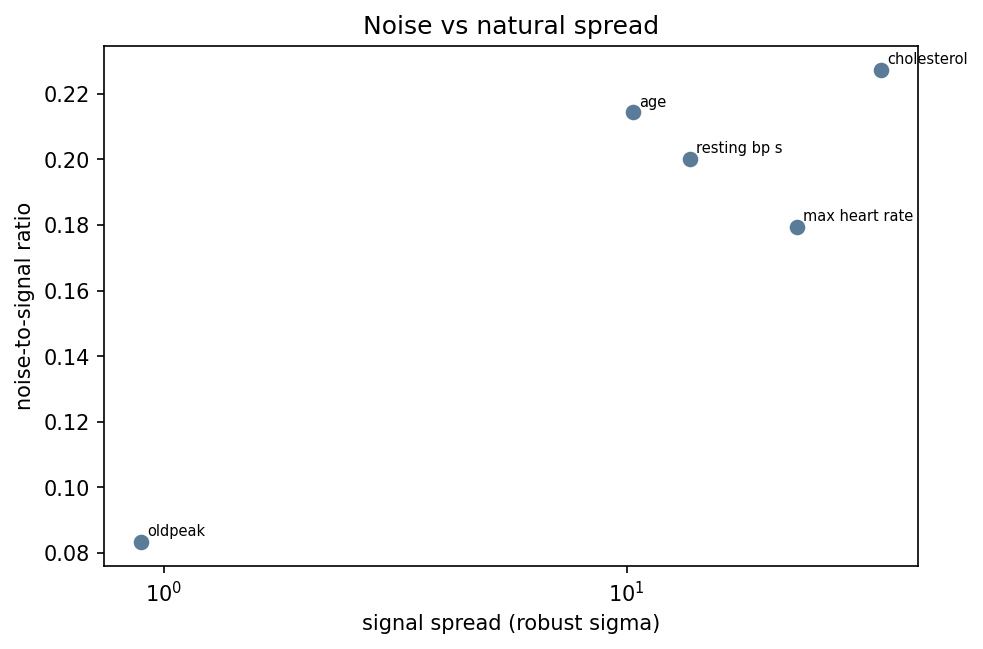 Noise vs natural spread
cholesterol
age
resting bp s
max heart rate
oldpeak
0.22
0.20
0.18
0.16
0.14
0.12
0.10
0.08
noise-to-signal ratio
10⁰
10¹
signal spread (robust sigma)